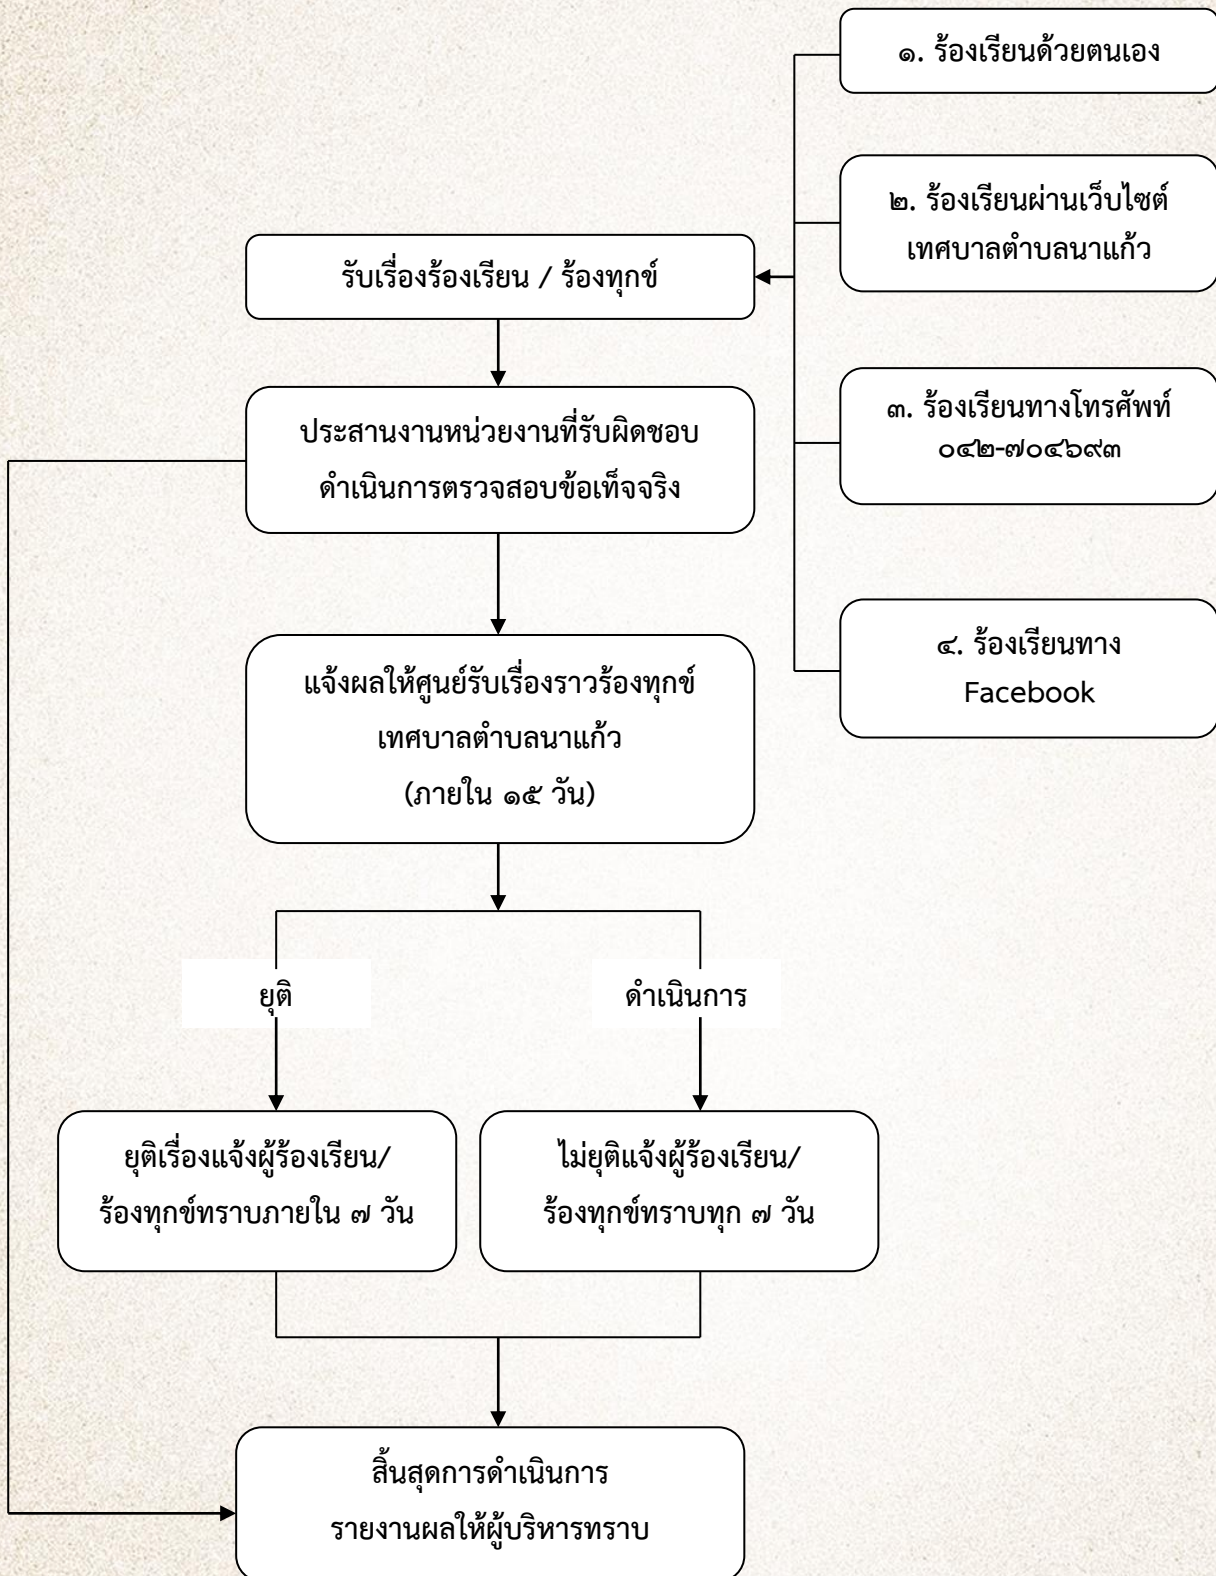 ๑. ร้องเรียนด้วยตนเอง
๒. ร้องเรียนผ่านเว็บไซต์
เทศบาลตำบลนาแก้ว
๓. ร้องเรียนทางโทรศัพท์
๐๔๒-๗๐๔๖๙๓
๔. ร้องเรียนทาง
Facebook
รับเรื่องร้องเรียน / ร้องทุกข์
ประสานงานหน่วยงานที่รับผิดชอบ
ดำเนินการตรวจสอบข้อเท็จจริง
แจ้งผลให้ศูนย์รับเรื่องราวร้องทุกข์
เทศบาลตำบลนาแก้ว
(ภายใน ๑๕ วัน)
ยุติ
ดำเนินการ
ยุติเรื่องแจ้งผู้ร้องเรียน/
ร้องทุกข์ทราบภายใน ๗ วัน
ไม่ยุติแจ้งผู้ร้องเรียน/
ร้องทุกข์ทราบทุก ๗ วัน
สิ้นสุดการดำเนินการ
รายงานผลให้ผู้บริหารทราบ